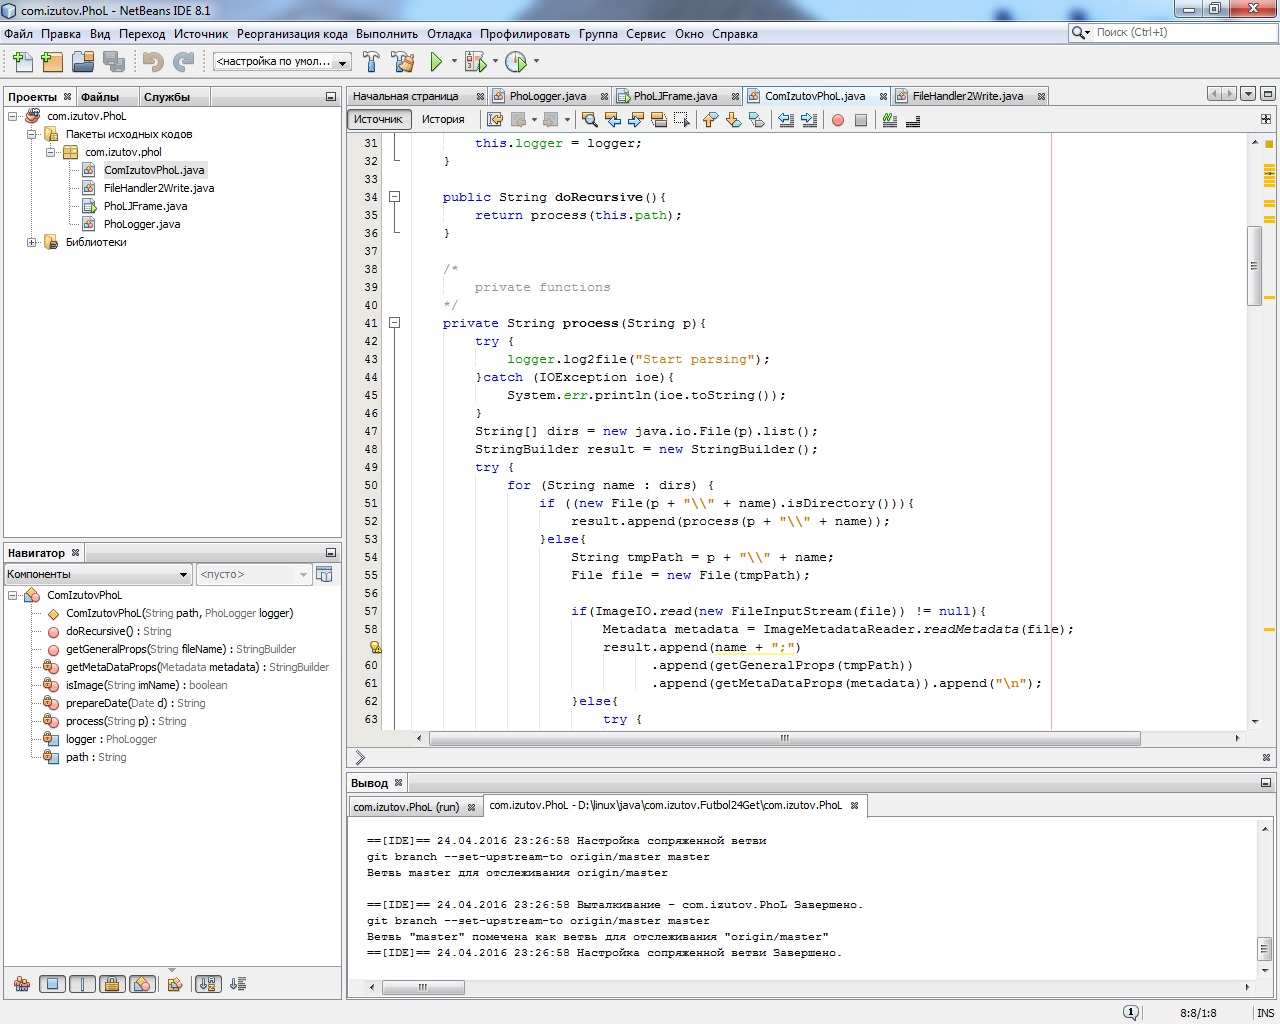 com.izutov.PhoL - NetBeans IDE 8.1
Файл Правка Вид Переход Источник Реорганизация кода Выполнить Отладка Профилировать Группа Сервис Окно Справка
Поиск (Ctrl+I)
<настройка по умол...
Проекты Файлы Службы
com.izutov.PhoL
Пакеты исходных кодов
com.izutov.phol
ComIzutovPhoL.java
FileHandler2Write.java
PhoLJFrame.java
PhoLogger.java
Библиотеки
Навигатор
Компоненты <пусто>
ComIzutovPhoL
ComIzutovPhoL(String path, PhoLogger logger)
doRecursive() : String
getGeneralProps(String fileName) : StringBuilder
getMetaDataProps(Metadata metadata) : StringBuilder
isImage(String imName) : boolean
prepareDate(Date d) : String
process(String p) : String
logger : PhoLogger
path : String
Начальная страница PhoLogger.java PhoLJFrame.java ComIzutovPhoL.java FileHandler2Write.java
Источник История
31 this.logger = logger;
32 }
33
34 public String doRecursive(){
35 return process(this.path);
36 }
37
38 /*
39 private functions
40 */
41 private String process(String p){
42 try {
43 logger.log2file("Start parsing");
44 }catch (IOException ioe){
45 System.err.println(ioe.toString());
46 }
47 String[] dirs = new java.io.File(p).list();
48 StringBuilder result = new StringBuilder();
49 try {
50 for (String name : dirs) {
51 if ((new File(p + "\\" + name).isDirectory())){
52 result.append(process(p + "\\" + name));
53 }else{
54 String tmpPath = p + "\\" + name;
55 File file = new File(tmpPath);
56
57 if(ImageIO.read(new FileInputStream(file)) != null){
58 Metadata metadata = ImageMetadataReader.readMetadata(file);
result.append(name + ";")
60 .append(getGeneralProps(tmpPath))
61 .append(getMetaDataProps(metadata)).append("\n");
62 }else{
63 try {
Вывод
com.izutov.PhoL (run) com.izutov.PhoL - D:\linux\java\com.izutov.Futbol24Get\com.izutov.PhoL
==[IDE]== 24.04.2016 23:26:58 Настройка сопряженной ветви
git branch --set-upstream-to origin/master master
Ветвь master для отслеживания origin/master
==[IDE]== 24.04.2016 23:26:58 Выталкивание - com.izutov.PhoL Завершено.
git branch --set-upstream-to origin/master master
Ветвь "master" помечена как ветвь для отслеживания "origin/master"
==[IDE]== 24.04.2016 23:26:58 Настройка сопряженной ветви Завершено.
1 8:8/1:8 INS